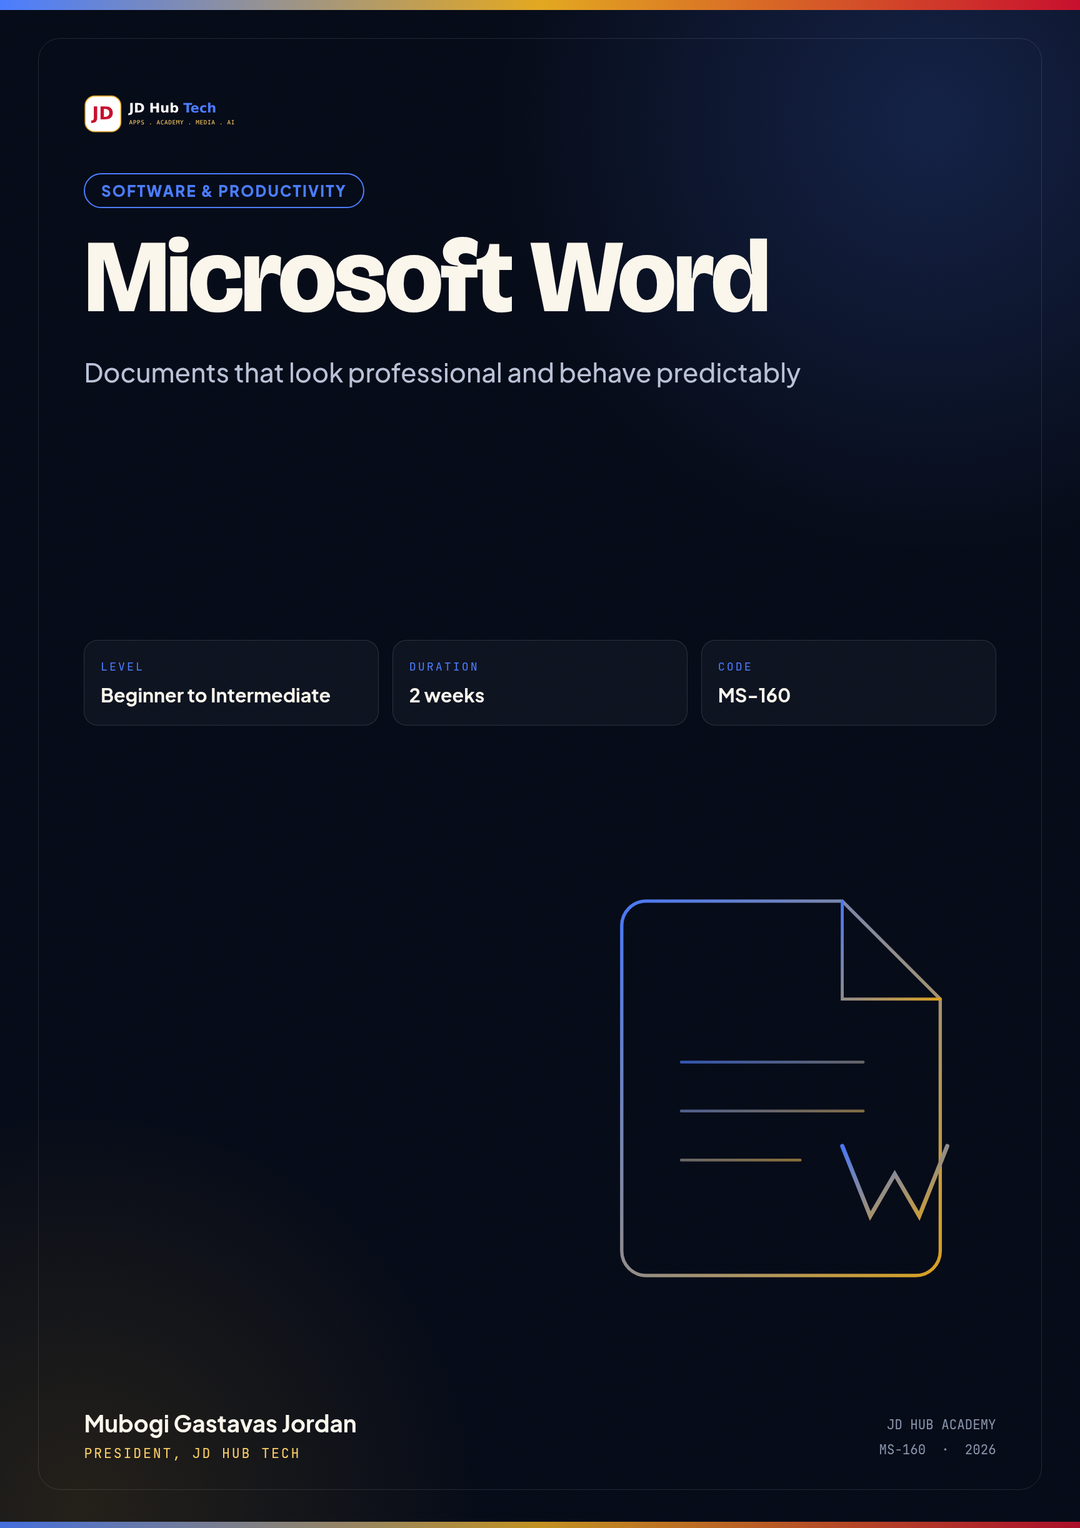 JD
JD Hub Tech
APPS . ACADEMY . MEDIA . AI
SOFTWARE & PRODUCTIVITY
Microsoft Word
Documents that look professional and behave predictably
LEVEL
Beginner to Intermediate
DURATION
2 weeks
CODE
MS-160
W
Mubogi Gastavas Jordan
PRESIDENT, JD HUB TECH
JD HUB ACADEMY
MS-160 · 2026